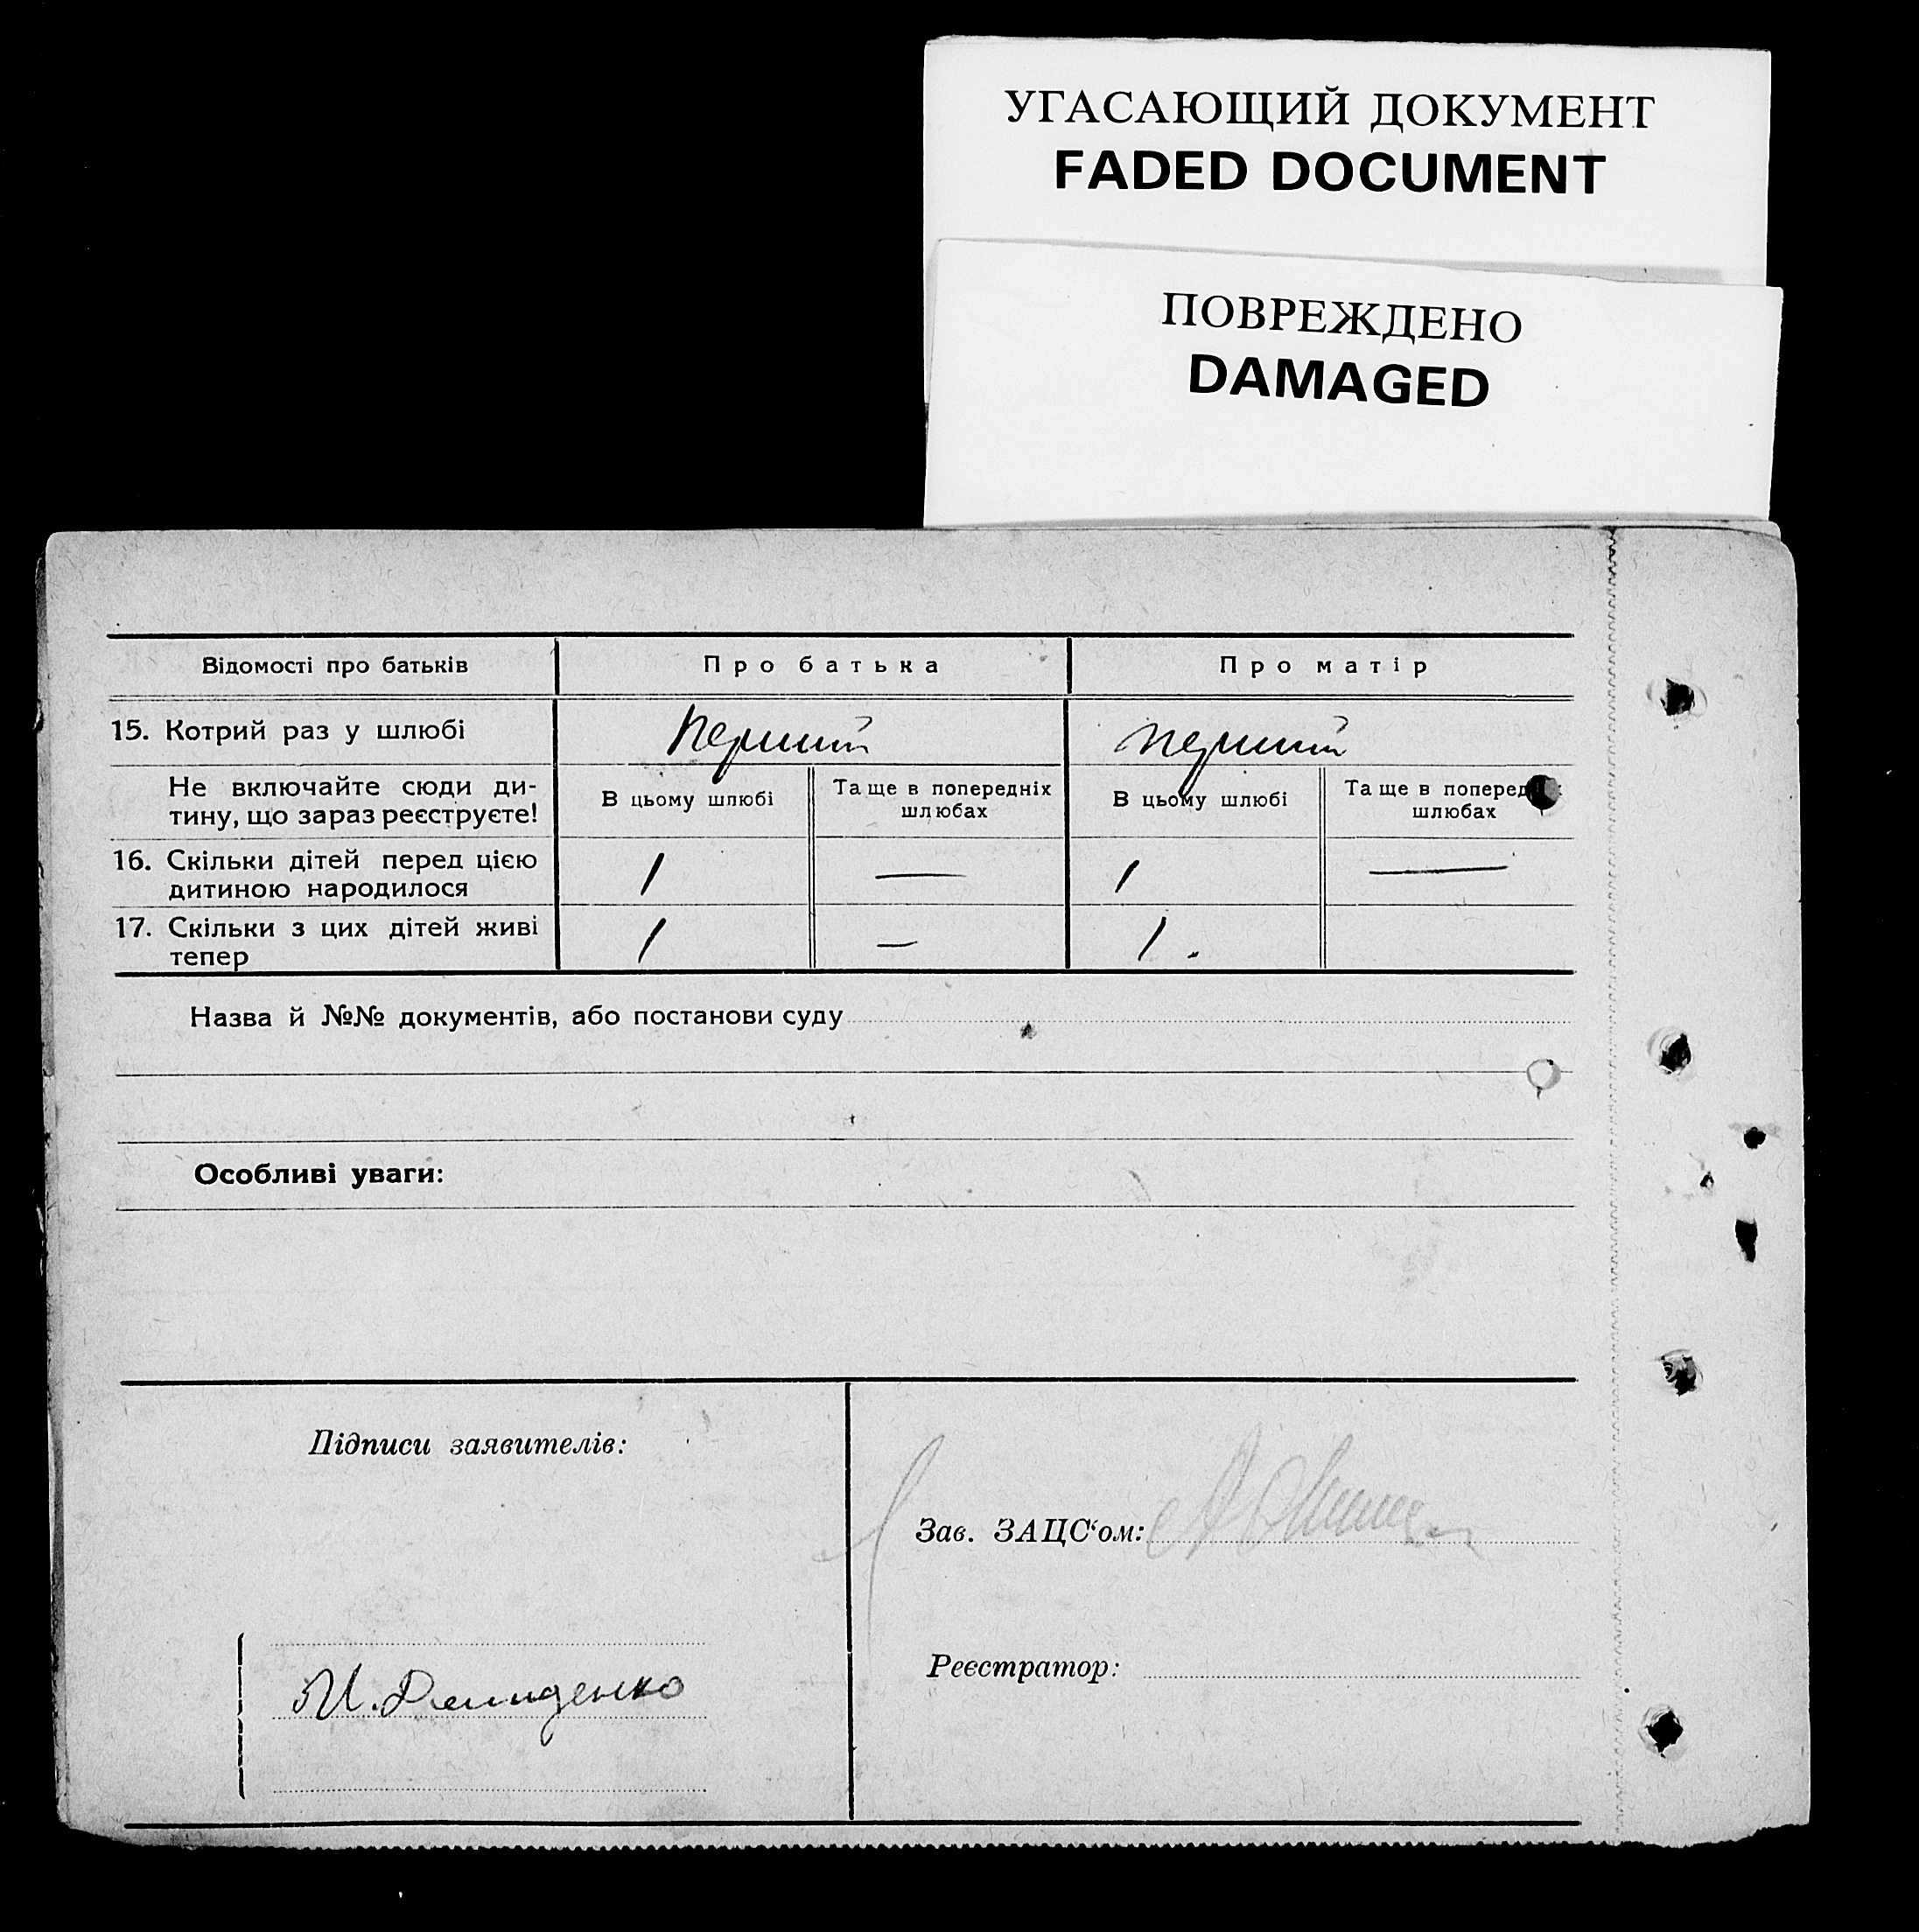 УГАСАЮЩИЙ ДОКУМЕНТ
FADED DOCUMENT
ПОВРЕЖДЕНО
DAMAGED
Відомості про батьків Про батька Про матір
15. Котрий раз у шлюбі перший перший
Не включайте сюди ди-
тину, що зараз реєструєте!
В цьому шлюбі
Та ще в попередніх
шлюбах
В цьому шлюбі
Та ще в поперед
шлюбах
16. Скільки дітей перед цією
дитиною народилося
1 — 1 —
17. Скільки з цих дітей живі
тепер
1 — 1.
Назва й №№ документів, або постанови суду
Особливі уваги:
Підписи заявителів:
Зав. ЗАЦС‘ом:
Реєстратор: